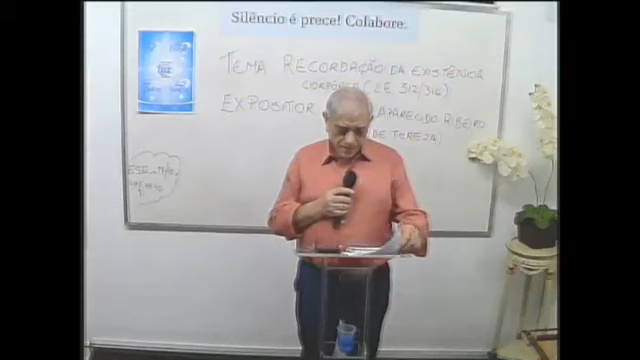 Silêncio é prece! Colabore.
TEMA RECORDAÇÃO DA EXISTÊNCIA
CORPÓREA (LE 312/316)
EXPOSITOR APARECIDO RIBEIRO
DE TEREZA)